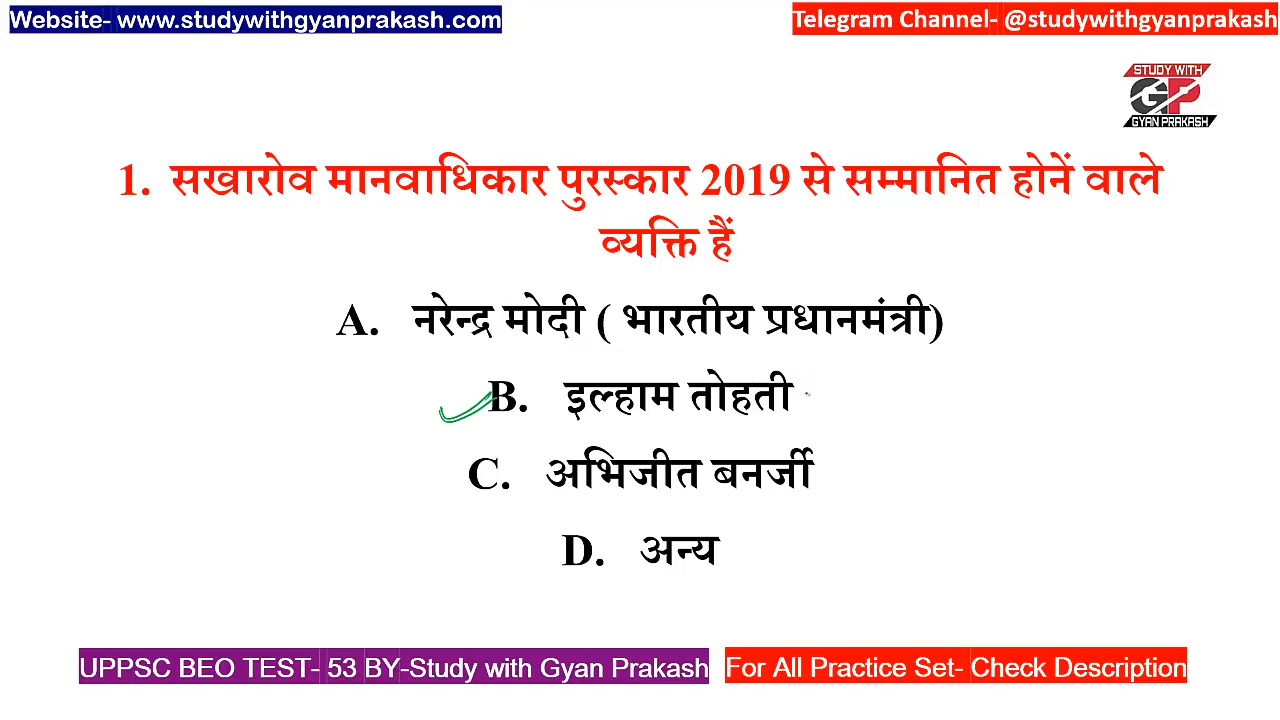 Website- www.studywithgyanprakash.com
Telegram Channel- @studywithgyanprakash
STUDY WITH
GP
GYAN PRAKASH
1. सखारोव मानवाधिकार पुरस्कार 2019 से सम्मानित होनें वाले
व्यक्ति हैं
A. नरेन्द्र मोदी ( भारतीय प्रधानमंत्री)
B. इल्हाम तोहती
C. अभिजीत बनर्जी
D. अन्य
UPPSC BEO TEST- 53 BY-Study with Gyan Prakash
For All Practice Set- Check Description